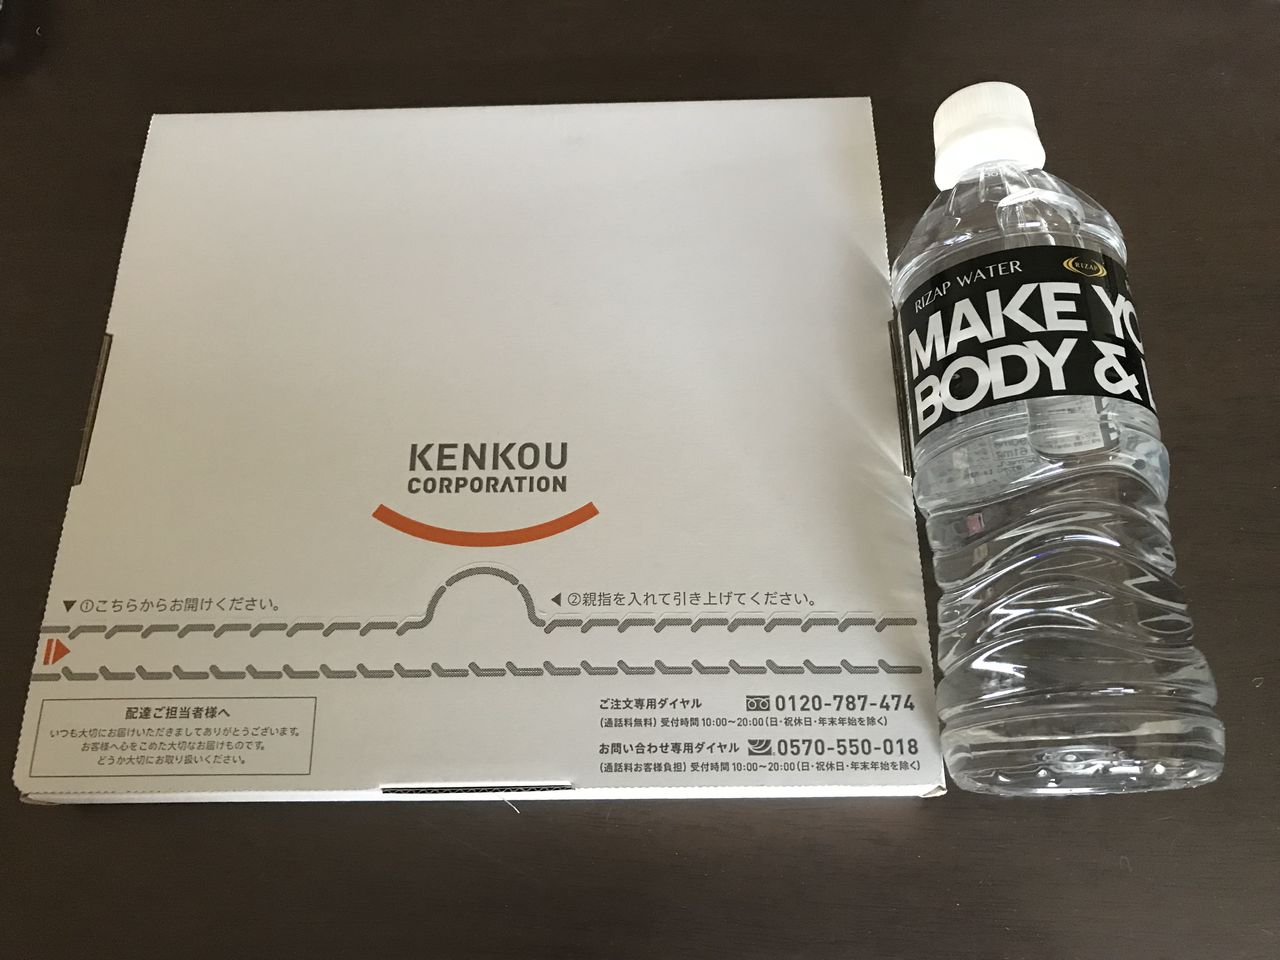 KENKOU
CORPORATION
▼①こちらからお開けください。
◀②親指を入れて引き上げてください。
配達ご担当者様へ
いつも大切にお届けいただきましてありがとうございます。
お客様へ心をこめた大切なお届けものです。
どうか大切にお取り扱いください。
ご注文専用ダイヤル 0120-787-474
(通話料無料) 受付時間 10:00〜20:00(日・祝休日・年末年始を除く)
お問い合わせ専用ダイヤル 0570-550-018
(通話料お客様負担) 受付時間 10:00〜20:00(日・祝休日・年末年始を除く)
RIZAP WATER
RIZAP
MAKE YO
BODY &